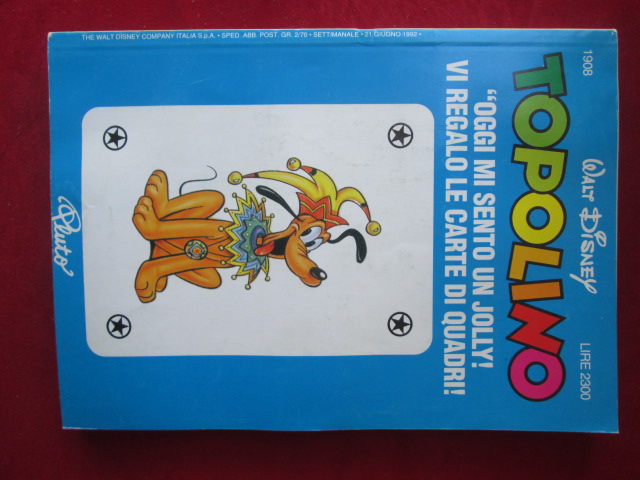 1908
WALT DISNEY
LIRE 2300
TOPOLINO
"OGGI MI SENTO UN JOLLY!
VI REGALO LE CARTE DI QUADRI!
Pluto
THE WALT DISNEY COMPANY ITALIA S.p.A. • SPED. ABB. POST. GR. 2/70 • SETTIMANALE • 21 GIUGNO 1992 •